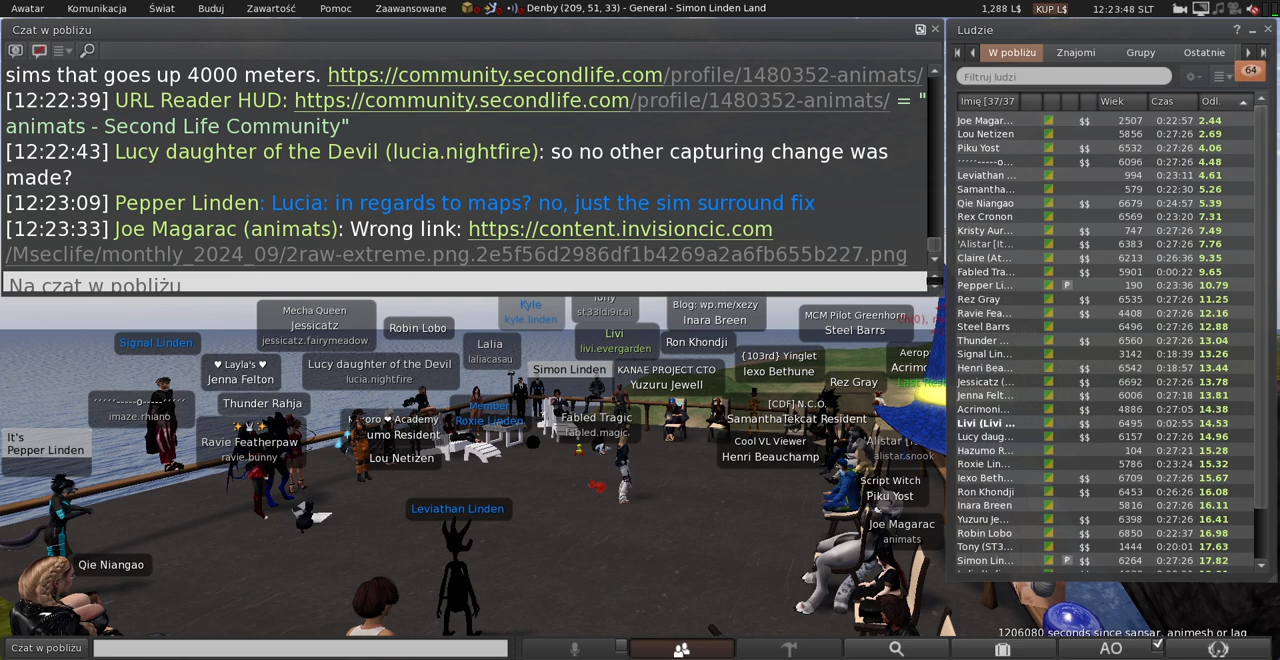 Awatar Komunikacja Świat Buduj Zawartość Pomoc Zaawansowane Denby (209, 51, 33) - General - Simon Linden Land 1,288 L$ KUP L$ 12:23:48 SLT
Czat w pobliżu
sims that goes up 4000 meters. https://community.secondlife.com/profile/1480352-animats/
[12:22:39] URL Reader HUD: https://community.secondlife.com/profile/1480352-animats/ = "
animats - Second Life Community"
[12:22:43] Lucy daughter of the Devil (lucia.nightfire): so no other capturing change was
made?
[12:23:09] Pepper Linden: Lucia: in regards to maps? no, just the sim surround fix
[12:23:33] Joe Magarac (animats): Wrong link: https://content.invisioncic.com
/Mseclife/monthly_2024_09/2raw-extreme.png.2e5f56d2986df1b4269a2a6fb655b227.png
Na czat w pobliżu
Ludzie
W pobliżu Znajomi Grupy Ostatnie
Filtruj ludzi
64
Imię [37/37 Wiek Czas Odl.
Joe Magar... $$ 2507 0:22:57 2.44
Lou Netizen 5856 0:27:26 2.69
Piku Yost $$ 6532 0:27:26 4.06
´´´´´-----o... $$ 6096 0:27:26 4.48
Leviathan ... 994 0:23:11 4.61
Samantha... 579 0:22:30 5.26
Qie Niangao $$ 6679 0:24:57 5.39
Rex Cronon 6569 0:23:20 7.31
Kristy Aur... $$ 747 0:27:26 7.49
'Alistar [It... $$ 6383 0:27:26 7.76
Claire (At... $$ 6213 0:26:36 9.35
Fabled Tra... $$ 5901 0:00:22 9.65
Pepper Li... P 190 0:23:36 10.79
Rez Gray $$ 6535 0:27:26 11.25
Ravie Fea... $$ 4408 0:27:26 12.16
Steel Barrs 6496 0:27:26 12.88
Thunder ... $$ 6560 0:27:26 13.04
Signal Lin... 3142 0:18:39 13.26
Henri Bea... $$ 6542 0:18:57 13.44
Jessicatz (... $$ 6692 0:27:26 13.78
Jenna Felt... $$ 6006 0:27:18 13.81
Acrimoni... $$ 4886 0:27:05 14.38
Livi (Livi ... $$ 6495 0:02:55 14.53
Lucy daug... $$ 6157 0:27:26 14.96
Hazumo R... 104 0:27:21 15.28
Roxie Lin... 5786 0:23:24 15.32
Iexo Beth... $$ 6709 0:27:26 15.67
Ron Khondji $$ 6453 0:26:26 16.08
Inara Breen 5816 0:27:26 16.11
Yuzuru Je... $$ 6398 0:27:26 16.41
Robin Lobo $$ 6850 0:22:37 16.98
Tony (ST3... $$ 1444 0:20:01 17.63
Simon Lin... P $$ 6264 0:27:26 17.82
Signal Linden
Mecha Queen
Jessicatz
jessicatz.fairymeadow
Robin Lobo
Kyle
kyle.linden
Tony
st33ldi9ital
Blog: wp.me/xezy
Inara Breen
MCM Pilot Greenhorn
Steel Barrs
Livi
livi.evergarden
Ron Khondji
Lalia
laliacasau
♥ Layla's ♥
Jenna Felton
Lucy daughter of the Devil
lucia.nightfire
Simon Linden
KANAE PROJECT CTO
Yuzuru Jewell
{103rd} Yinglet
Iexo Bethune
Rez Gray
´´´´´-----o´´´´´
imaze.rhiano
Thunder Rahja
Academy
umo Resident
Member
Roxie Linden
Fabled Tragic
fabled.magic
[CDF] N.C.O.
SamanthaTekcat Resident
It's
Pepper Linden
Ravie Featherpaw
ravie.bunny
Lou Netizen
Cool VL Viewer
Henri Beauchamp
alistar.snook
Script Witch
Piku Yost
Leviathan Linden
Joe Magarac
animats
Qie Niangao
1206080 seconds since sansar, animesh or lag
Czat w pobliżu AO